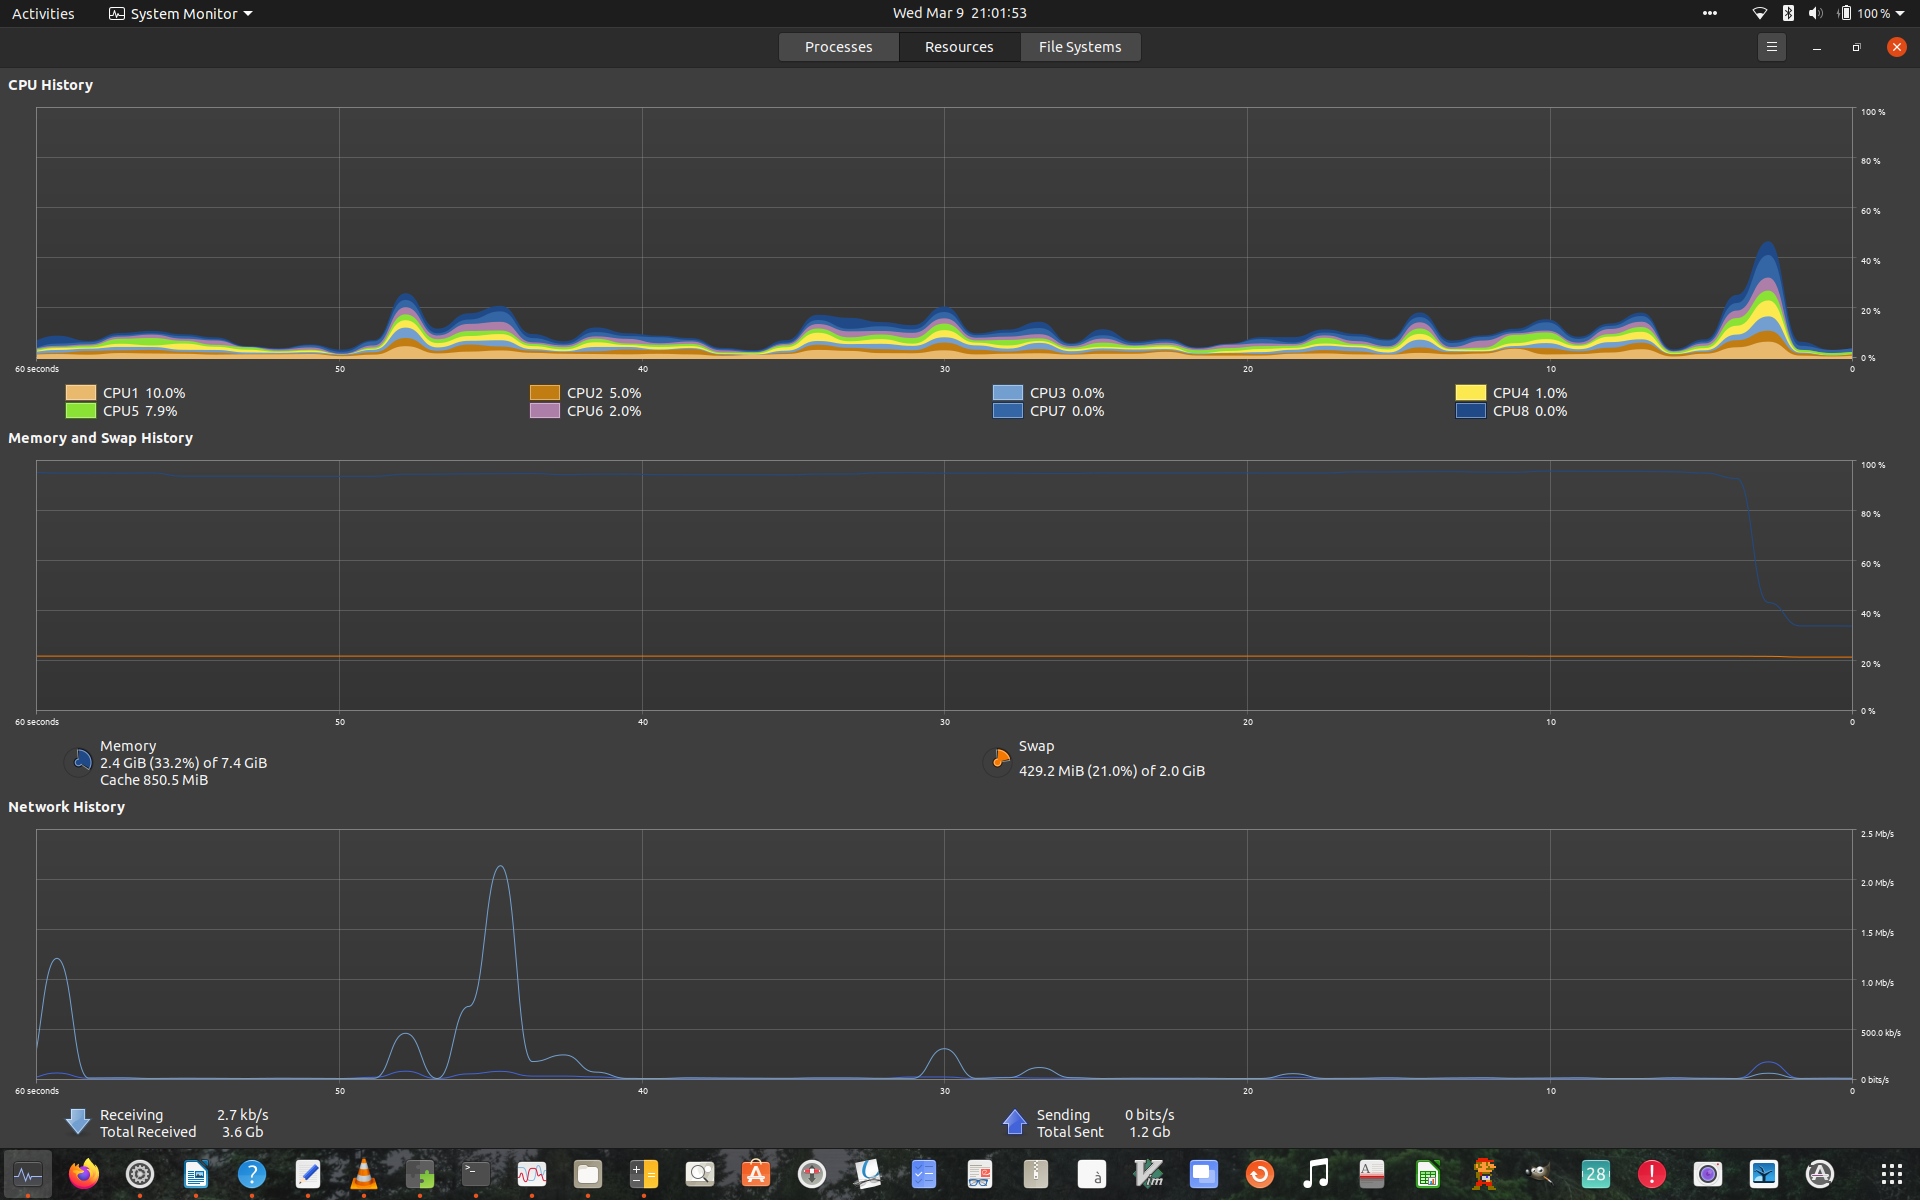 Activities System Monitor Wed Mar 9 21:01:53 100 %
Processes Resources File Systems
CPU History
100 %
80 %
60 %
40 %
20 %
0 %
60 seconds 50 40 30 20 10 0
CPU1 10.0% CPU2 5.0% CPU3 0.0% CPU4 1.0%
CPU5 7.9% CPU6 2.0% CPU7 0.0% CPU8 0.0%
Memory and Swap History
100 %
80 %
60 %
40 %
20 %
0 %
60 seconds 50 40 30 20 10 0
Memory
2.4 GiB (33.2%) of 7.4 GiB
Cache 850.5 MiB
Swap
429.2 MiB (21.0%) of 2.0 GiB
Network History
2.5 Mb/s
2.0 Mb/s
1.5 Mb/s
1.0 Mb/s
500.0 kb/s
0 bits/s
60 seconds 50 40 30 20 10 0
Receiving 2.7 kb/s
Total Received 3.6 Gb
Sending 0 bits/s
Total Sent 1.2 Gb
? >_ à Vim A 28 !